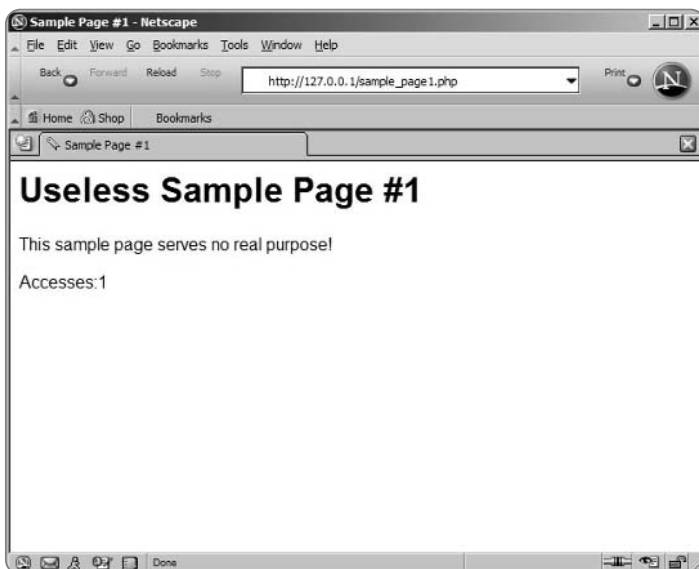 Sample Page #1 - Netscape
File Edit View Go Bookmarks Tools Window Help
Back Forward Reload Stop http://127.0.0.1/sample_page1.php Print N
Home Shop Bookmarks
Sample Page #1
Useless Sample Page #1
This sample page serves no real purpose!
Accesses:1
Done